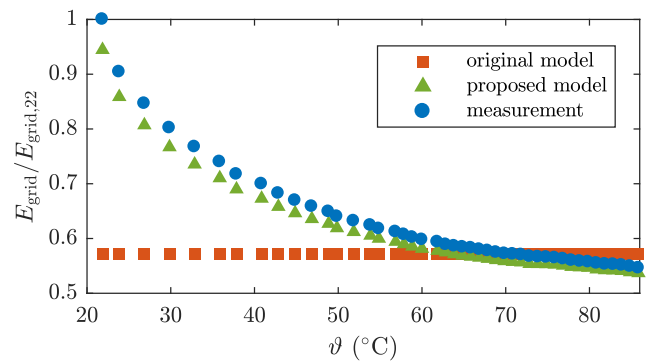 1
0.9
0.8
0.7
0.6
0.5
E_grid/E_grid,22
original model
proposed model
measurement
20 30 40 50 60 70 80
ϑ (°C)